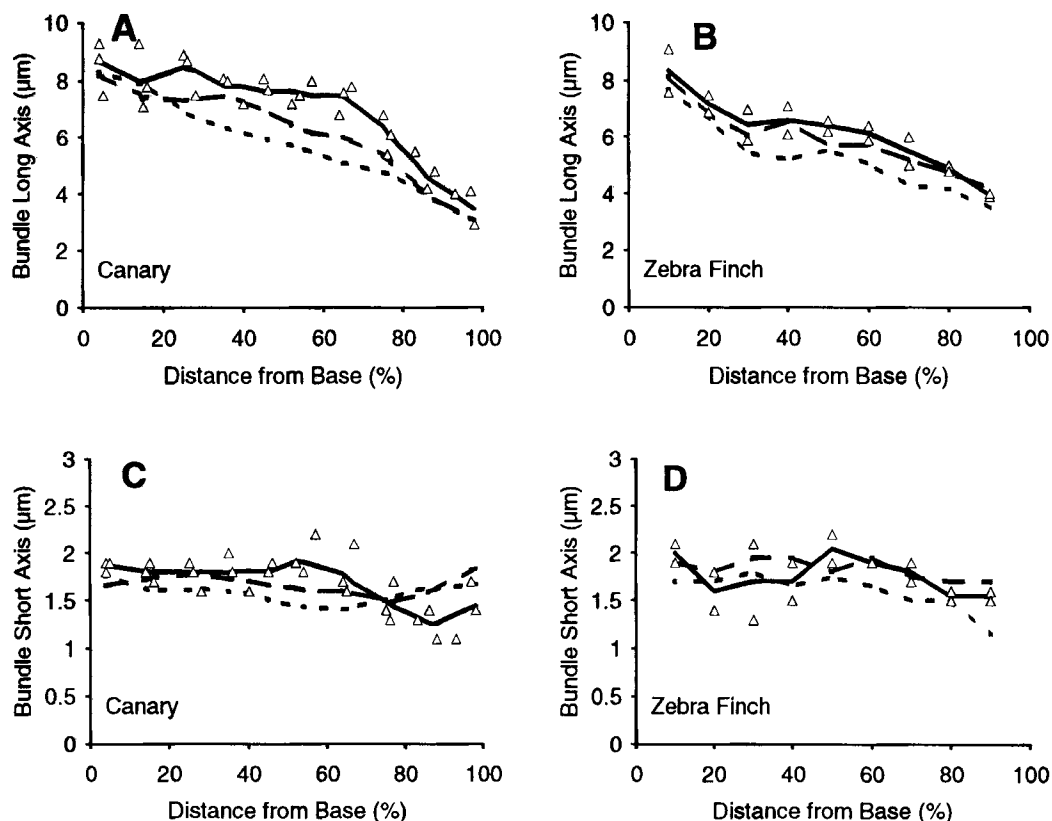 A
Bundle Long Axis (µm)
10
8
6
4
2
0
Canary
0 20 40 60 80 100
Distance from Base (%)
B
Bundle Long Axis (µm)
10
8
6
4
2
0
Zebra Finch
0 20 40 60 80 100
Distance from Base (%)
C
Bundle Short Axis (µm)
3
2.5
2
1.5
1
0.5
0
Canary
0 20 40 60 80 100
Distance from Base (%)
D
Bundle Short Axis (µm)
3
2.5
2
1.5
1
0.5
0
Zebra Finch
0 20 40 60 80 100
Distance from Base (%)